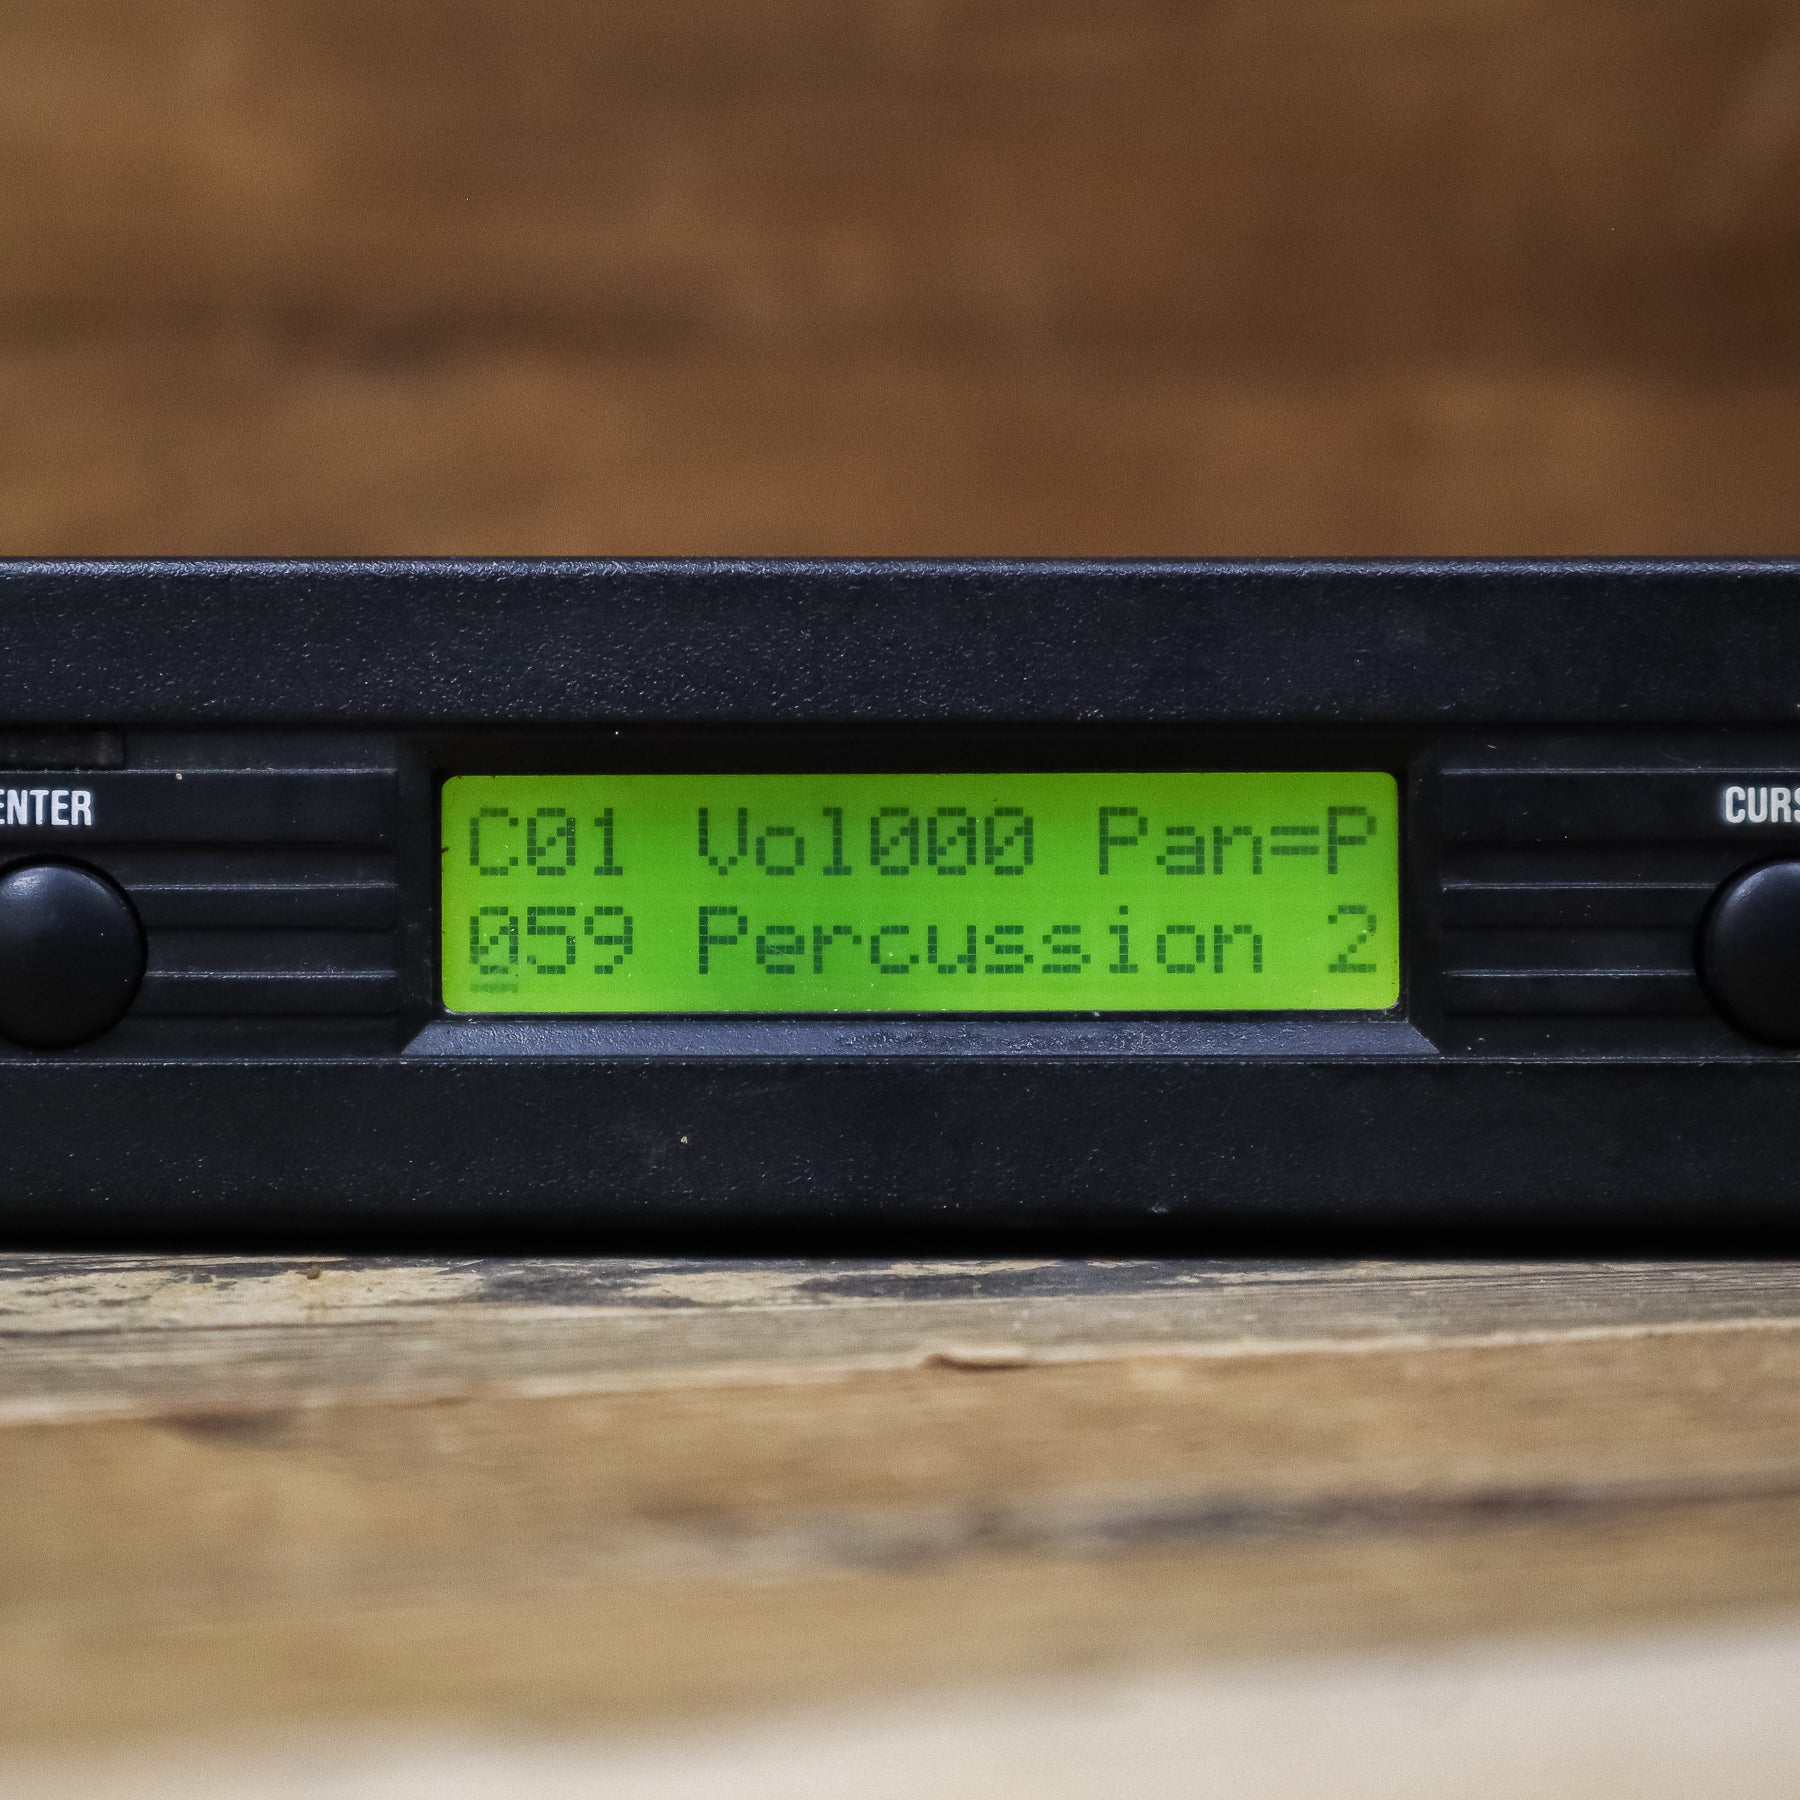 ENTER
CURS
C01 Vol000 Pan=P
059 Percussion 2